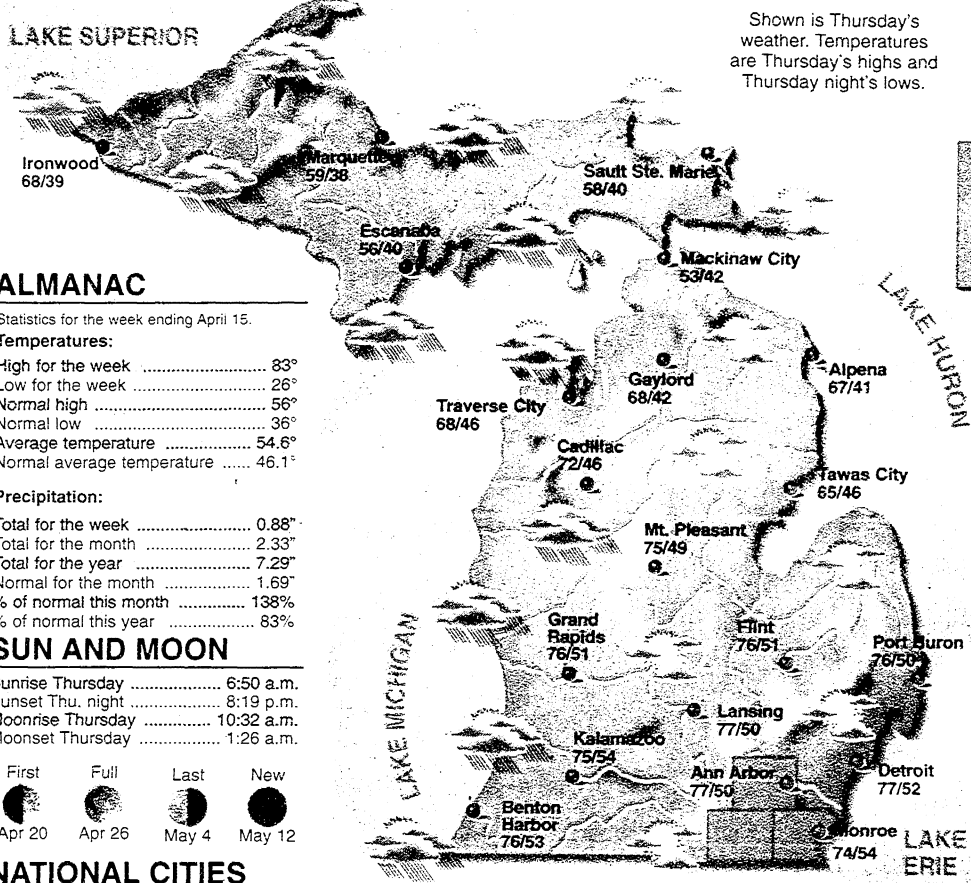 LAKE SUPERIOR
Shown is Thursday's
weather. Temperatures
are Thursday's highs and
Thursday night's lows.
Ironwood
68/39
Marquette
59/38
Sault Ste. Marie
58/40
Escanaba
56/40
Mackinaw City
53/42
LAKE HURON
Alpena
67/41
Gaylord
68/42
Traverse City
68/46
Cadillac
72/46
Tawas City
65/46
Mt. Pleasant
75/49
Grand
Rapids
76/51
Flint
76/51
Port Huron
76/50
LAKE MICHIGAN
Lansing
77/50
Kalamazoo
75/54
Ann Arbor
77/50
Detroit
77/52
Benton
Harbor
76/53
Monroe
74/54
LAKE
ERIE
ALMANAC
Statistics for the week ending April 15.
Temperatures:
High for the week ..................... 83°
Low for the week ...................... 26°
Normal high ............................ 56°
Normal low ............................. 36°
Average temperature ............... 54.6°
Normal average temperature ...... 46.1°
Precipitation:
Total for the week ................... 0.88"
Total for the month .................. 2.33"
Total for the year .................... 7.29"
Normal for the month ............... 1.69"
% of normal this month ............. 138%
% of normal this year ................ 83%
SUN AND MOON
Sunrise Thursday .................. 6:50 a.m.
Sunset Thu. night .................. 8:19 p.m.
Moonrise Thursday ............. 10:32 a.m.
Moonset Thursday ................ 1:26 a.m.
First Full Last New
Apr 20 Apr 26 May 4 May 12
NATIONAL CITIES